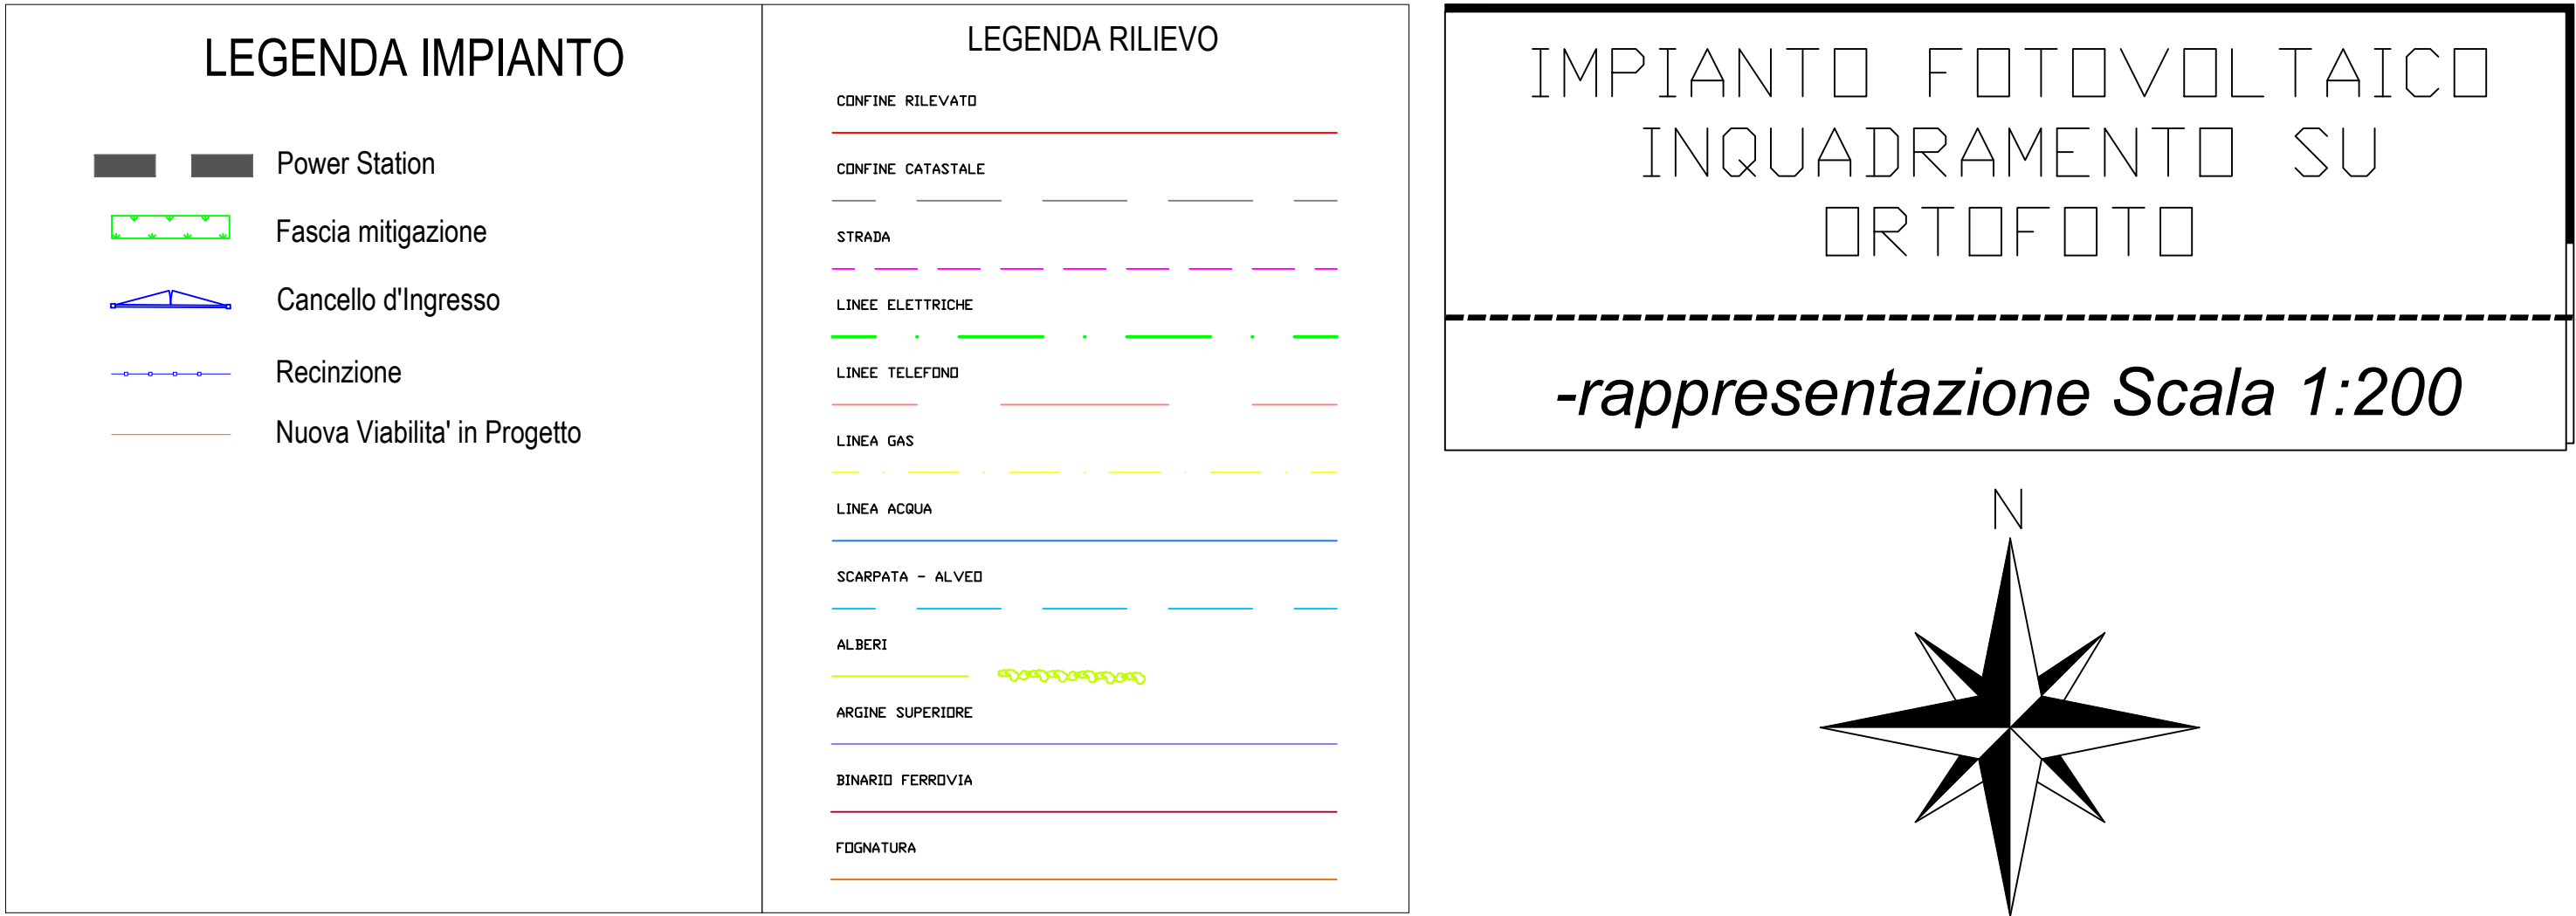 LEGENDA IMPIANTO
Power Station
Fascia mitigazione
Cancello d'Ingresso
Recinzione
Nuova Viabilita' in Progetto
LEGENDA RILIEVO
CONFINE RILEVATO
CONFINE CATASTALE
STRADA
LINEE ELETTRICHE
LINEE TELEFONO
LINEA GAS
LINEA ACQUA
SCARPATA - ALVEO
ALBERI
ARGINE SUPERIORE
BINARIO FERROVIA
FOGNATURA
IMPIANTO FOTOVOLTAICO
INQUADRAMENTO SU
ORTOFOTO
-rappresentazione Scala 1:200
N